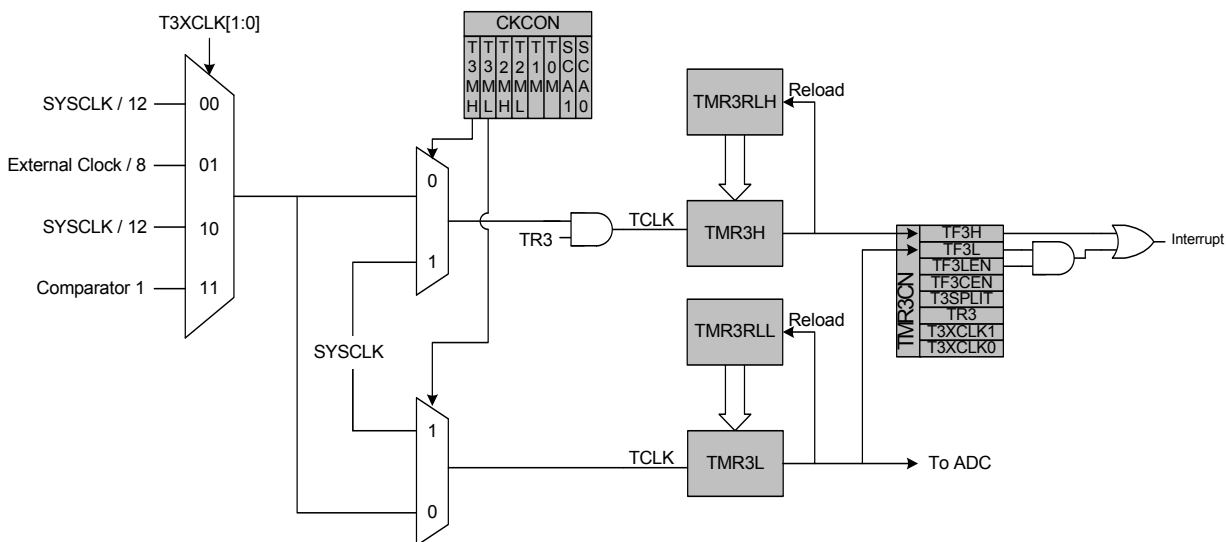 T3XCLK[1:0]
SYSCLK / 12
External Clock / 8
SYSCLK / 12
Comparator 1
00
01
10
11
CKCON
T3MH
T3ML
T2MH
T2ML
T1M
T0M
SCA1
SCA0
0
1
TR3
TCLK
SYSCLK
1
0
TCLK
TMR3RLH
Reload
TMR3H
TMR3RLL
Reload
TMR3L
To ADC
TMR3CN
TF3H
TF3L
TF3LEN
TF3CEN
T3SPLIT
TR3
T3XCLK1
T3XCLK0
Interrupt